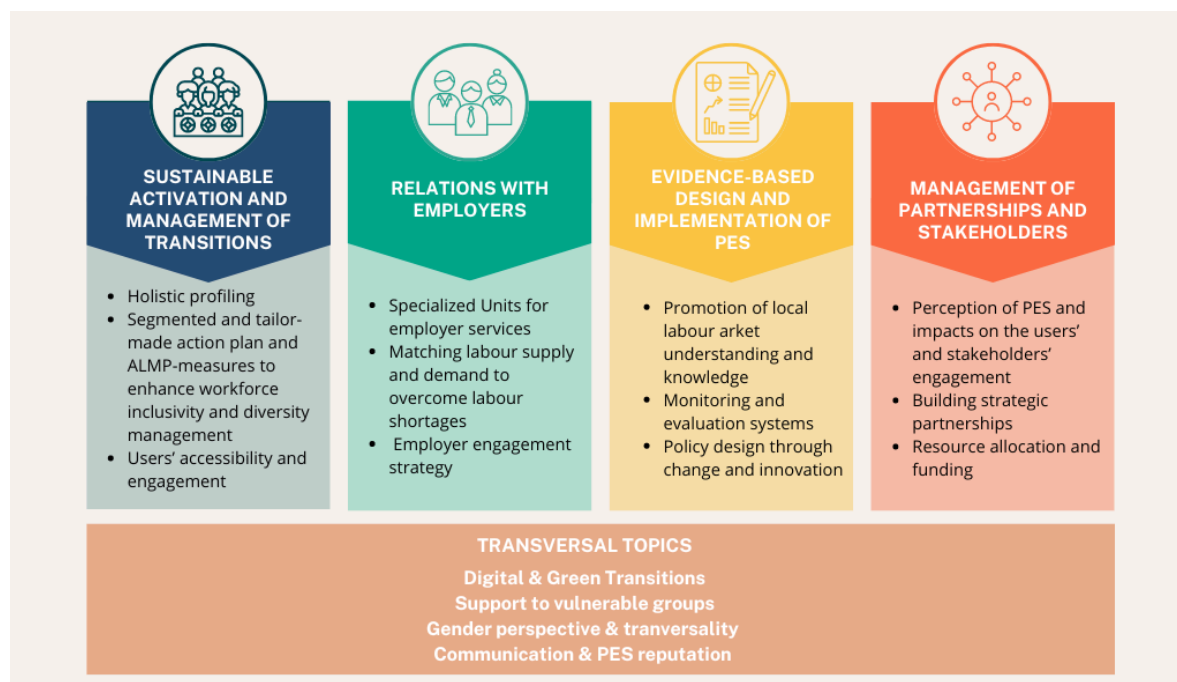 SUSTAINABLE
ACTIVATION AND
MANAGEMENT OF
TRANSITIONS
• Holistic profiling
• Segmented and tailor-
made action plan and
ALMP-measures to
enhance workforce
inclusivity and diversity
management
• Users’ accessibility and
engagement
RELATIONS WITH
EMPLOYERS
• Specialized Units for
employer services
• Matching labour supply
and demand to
overcome labour
shortages
• Employer engagement
strategy
EVIDENCE-BASED
DESIGN AND
IMPLEMENTATION OF
PES
• Promotion of local
labour arket
understanding and
knowledge
• Monitoring and
evaluation systems
• Policy design through
change and innovation
MANAGEMENT OF
PARTNERSHIPS AND
STAKEHOLDERS
• Perception of PES and
impacts on the users’
and stakeholders’
engagement
• Building strategic
partnerships
• Resource allocation and
funding
TRANSVERSAL TOPICS
Digital & Green Transitions
Support to vulnerable groups
Gender perspective & tranversality
Communication & PES reputation